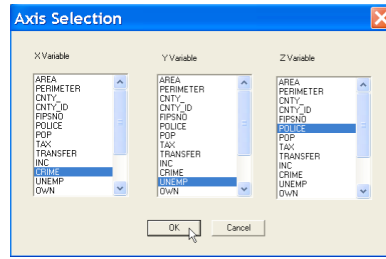 Axis Selection
X Variable
Y Variable
Z Variable
AREA
PERIMETER
CNTY_
CNTY_ID
FIPSNO
POLICE
POP
TAX
TRANSFER
INC
CRIME
UNEMP
OWN
AREA
PERIMETER
CNTY_
CNTY_ID
FIPSNO
POLICE
POP
TAX
TRANSFER
INC
CRIME
UNEMP
OWN
AREA
PERIMETER
CNTY_
CNTY_ID
FIPSNO
POLICE
POP
TAX
TRANSFER
INC
CRIME
UNEMP
OWN
OK
Cancel